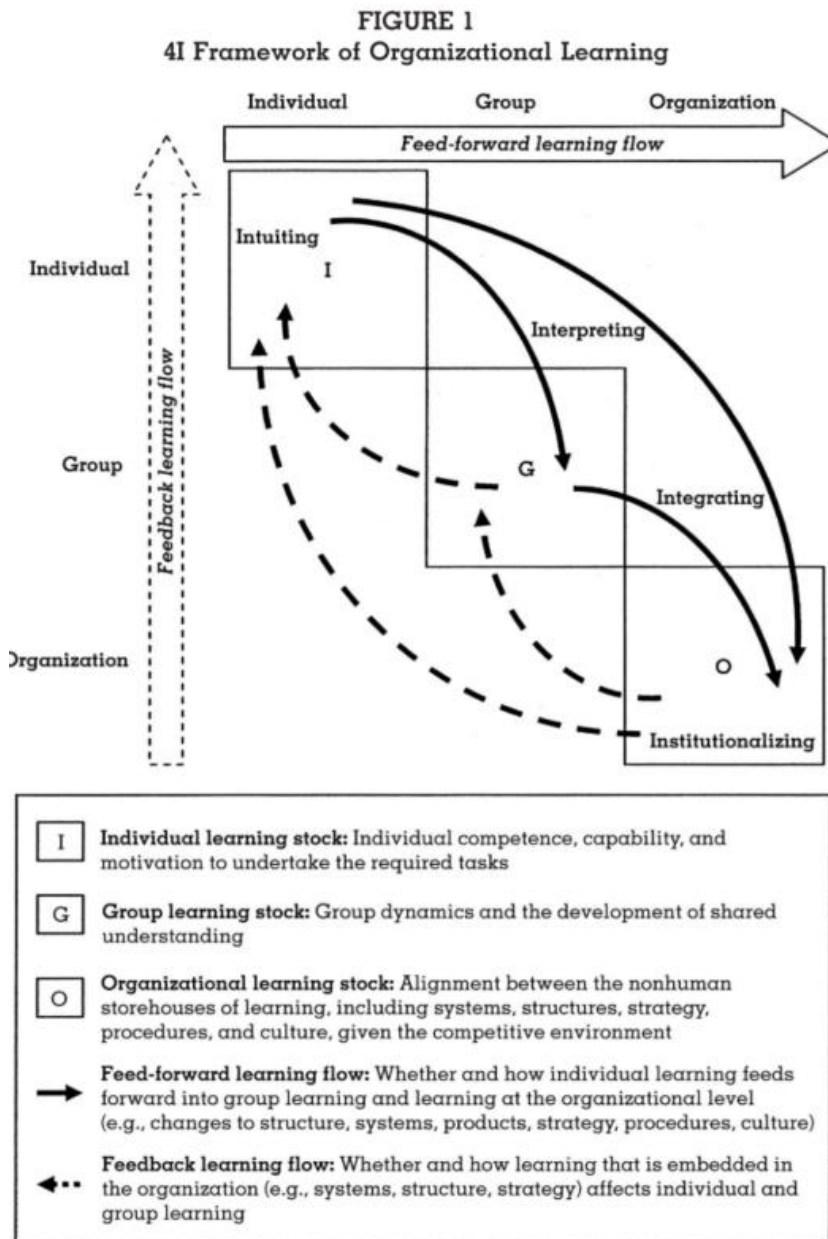 FIGURE 1
4I Framework of Organizational Learning
Individual Group Organization
Feed-forward learning flow
Feedback learning flow
Individual
Intuiting
I
Interpreting
Group
G
Integrating
Organization
O
Institutionalizing
I Individual learning stock: Individual competence, capability, and
motivation to undertake the required tasks
G Group learning stock: Group dynamics and the development of shared
understanding
O Organizational learning stock: Alignment between the nonhuman
storehouses of learning, including systems, structures, strategy,
procedures, and culture, given the competitive environment
Feed-forward learning flow: Whether and how individual learning feeds
forward into group learning and learning at the organizational level
(e.g., changes to structure, systems, products, strategy, procedures, culture)
Feedback learning flow: Whether and how learning that is embedded in
the organization (e.g., systems, structure, strategy) affects individual and
group learning